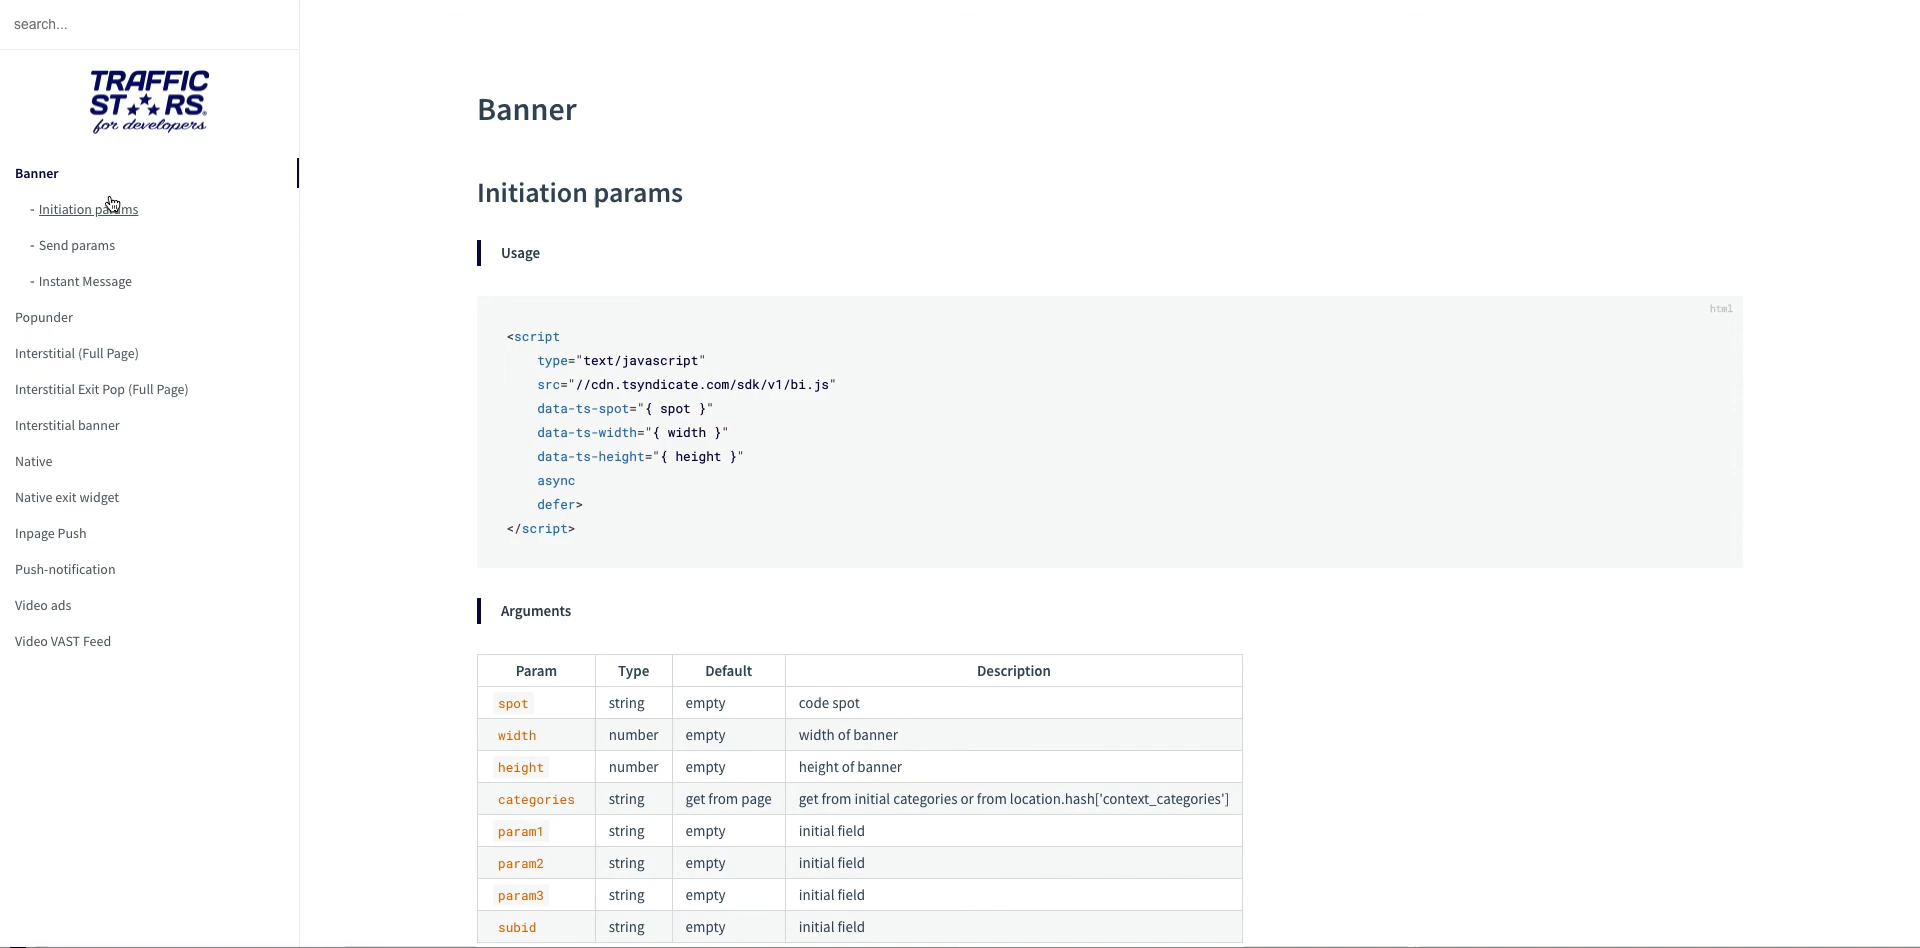 search...
TRAFFIC
ST RS®
for developers
Banner
- Initiation params
- Send params
- Instant Message
Popunder
Interstitial (Full Page)
Interstitial Exit Pop (Full Page)
Interstitial banner
Native
Native exit widget
Inpage Push
Push-notification
Video ads
Video VAST Feed
Banner
Initiation params
Usage
html
<script
type="text/javascript"
src="//cdn.tsyndicate.com/sdk/v1/bi.js"
data-ts-spot="{ spot }"
data-ts-width="{ width }"
data-ts-height="{ height }"
async
defer>
</script>
Arguments
Param Type Default Description
spot string empty code spot
width number empty width of banner
height number empty height of banner
categories string get from page get from initial categories or from location.hash['context_categories']
param1 string empty initial field
param2 string empty initial field
param3 string empty initial field
subid string empty initial field